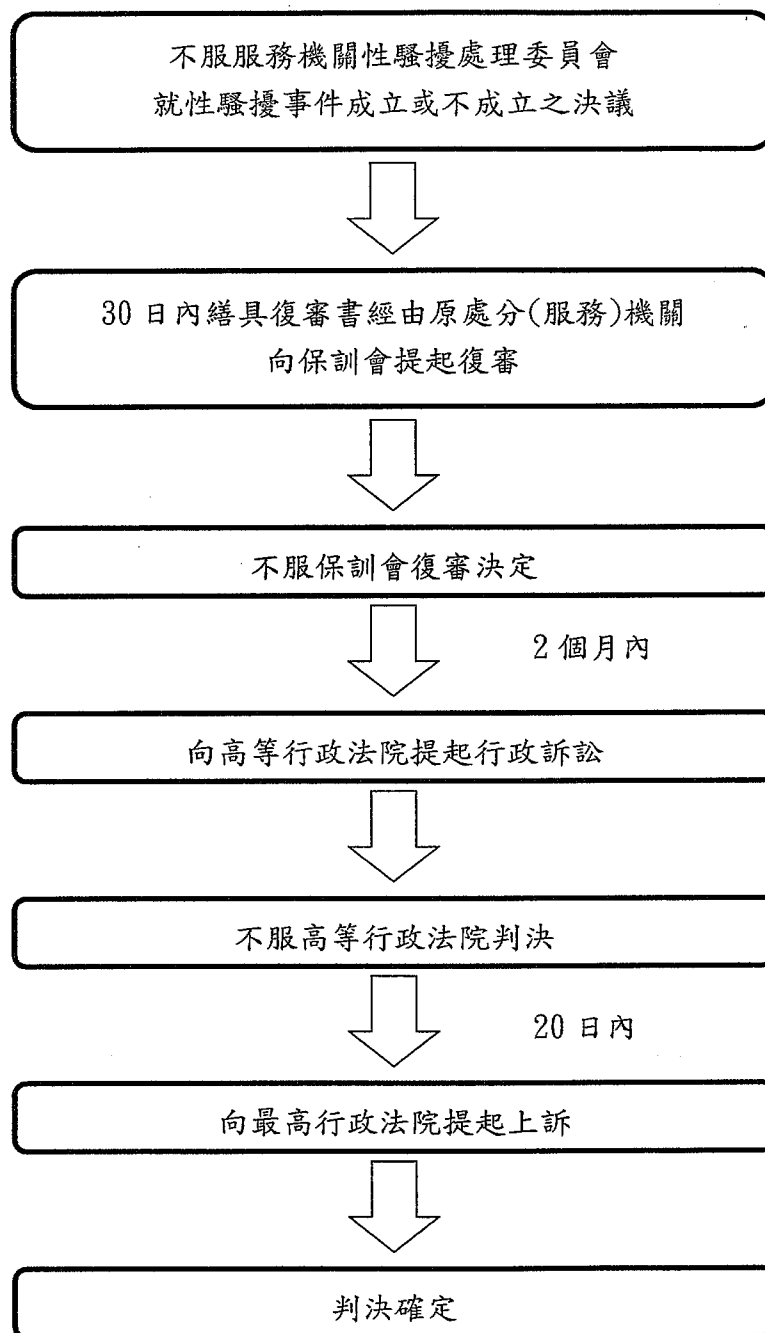 不服服務機關性騷擾處理委員會
就性騷擾事件成立或不成立之決議
30 日內繕具復審書經由原處分(服務)機關
向保訓會提起復審
不服保訓會復審決定
2 個月內
向高等行政法院提起行政訴訟
不服高等行政法院判決
20 日內
向最高行政法院提起上訴
判決確定